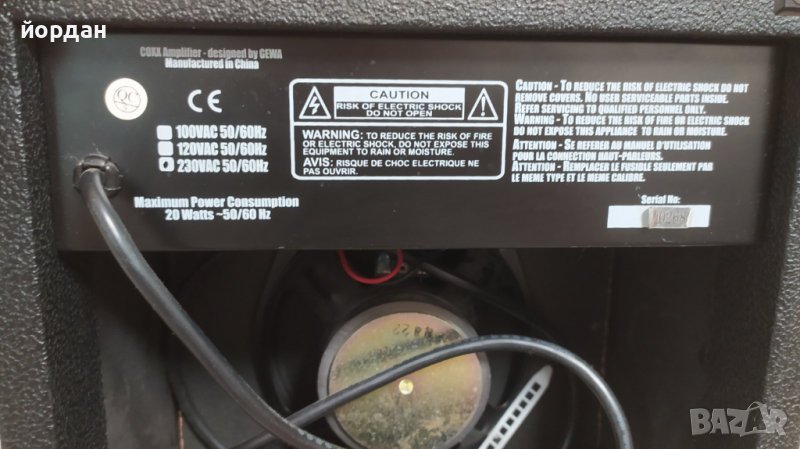 йордан
COXX Amplifier - designed by GEWA
Manufactured in China
QC
CE
100VAC 50/60Hz
120VAC 50/60Hz
230VAC 50/60Hz
Maximum Power Consumption
20 Watts ~50/60 Hz
CAUTION
RISK OF ELECTRIC SHOCK
DO NOT OPEN
WARNING: TO REDUCE THE RISK OF FIRE
OR ELECTRIC SHOCK, DO NOT EXPOSE THIS
EQUIPMENT TO RAIN OR MOISTURE.
AVIS: RISQUE DE CHOC ELECTRIQUE NE
PAS OUVRIR.
CAUTION - TO REDUCE THE RISK OF ELECTRIC SHOCK DO NOT
REMOVE COVERS. NO USER SERVICEABLE PARTS INSIDE.
REFER SERVICING TO QUALIFIED PERSONNEL ONLY.
WARNING - TO REDUCE THE RISK OF ELECTRIC SHOCK OR FIRE
DO NOT EXPOSE THIS APPLIANCE TO RAIN OR MOISTURE.
ATTENTION - SE REFERER AU MANUEL D'UTILISATION
POUR LA CONNECTION HAUT-PARLEURS.
ATTENTION - REMPLACER LE FUSIBLE SEULEMENT PAR
LE MEME TYPE ET LE MEME CALIBRE.
Serial No:
BAZAR